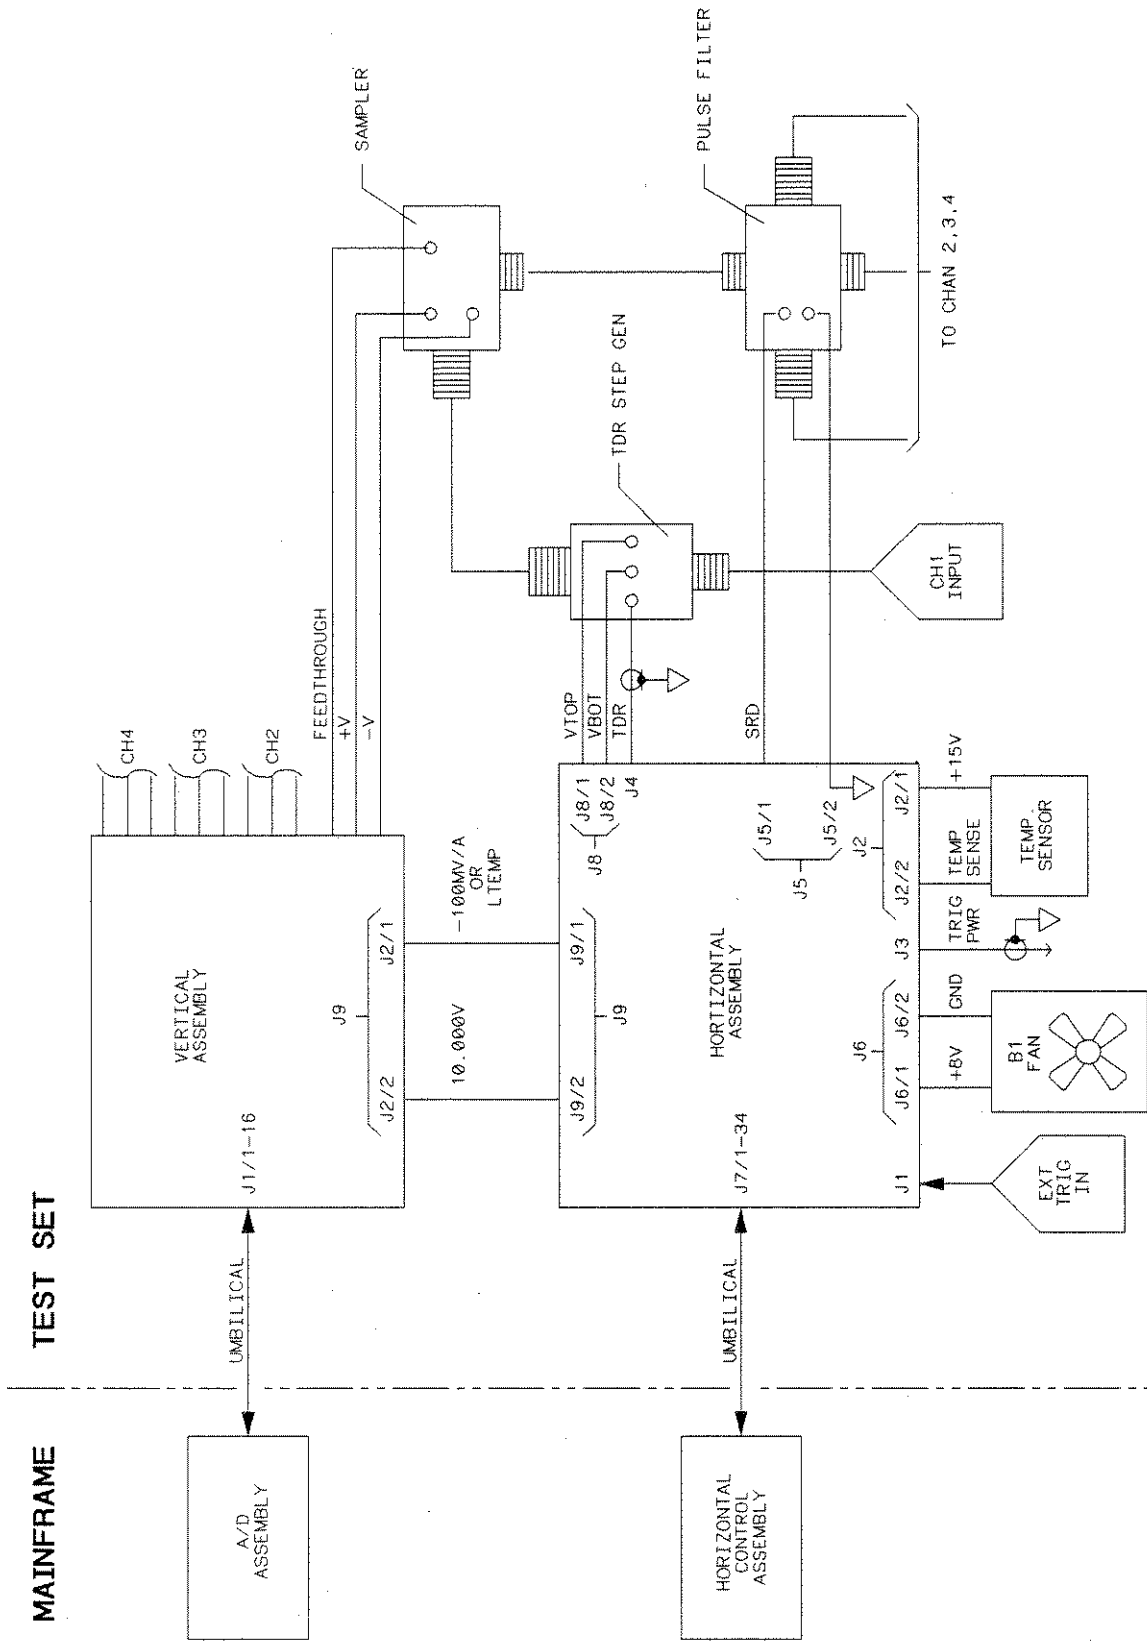 MAINFRAME
TEST SET
A/D
ASSEMBLY
UMBILICAL
J1/1-16
VERTICAL
ASSEMBLY
J9
J2/2
J2/1
CH4
CH3
CH2
FEEDTHROUGH
+V
-V
SAMPLER
10.000V
-100MV/A
OR
LTEMP
HORIZONTAL
CONTROL
ASSEMBLY
UMBILICAL
J7/1-34
HORTIZONTAL
ASSEMBLY
J9/2
J9/1
J9
J8/1
J8/2
J8
J4
VTOP
VBOT
TDR
TDR STEP GEN
PULSE FILTER
SRD
J5/1
J5/2
J5
J2
J1
J6
J6/1
J6/2
J3
J2/2
J2/1
+8V
GND
TRIG
PWR
TEMP
SENSE
+15V
EXT
TRIG
IN
B1
FAN
TEMP
SENSOR
CH1
INPUT
TO CHAN 2,3,4